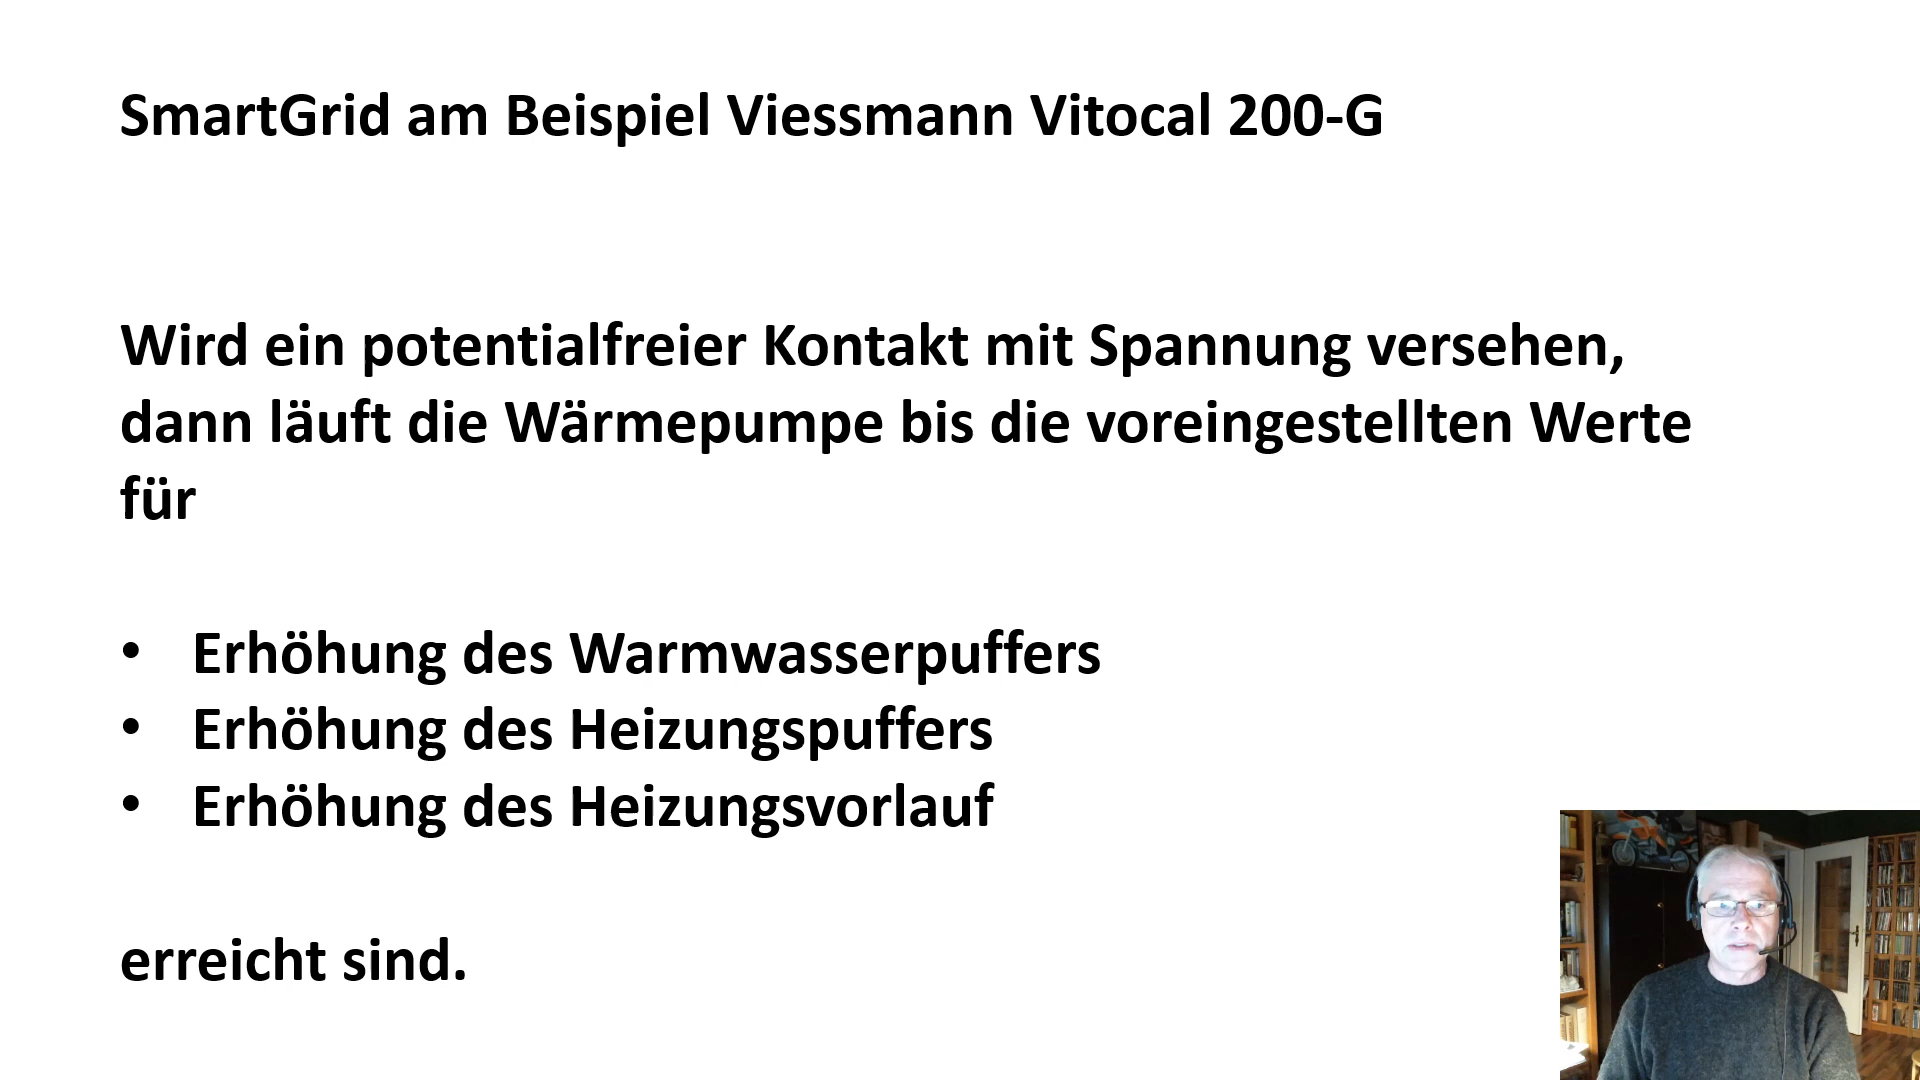 SmartGrid am Beispiel Viessmann Vitocal 200-G
Wird ein potentialfreier Kontakt mit Spannung versehen,
dann läuft die Wärmepumpe bis die voreingestellten Werte
für
• Erhöhung des Warmwasserpuffers
• Erhöhung des Heizungspuffers
• Erhöhung des Heizungsvorlauf
erreicht sind.